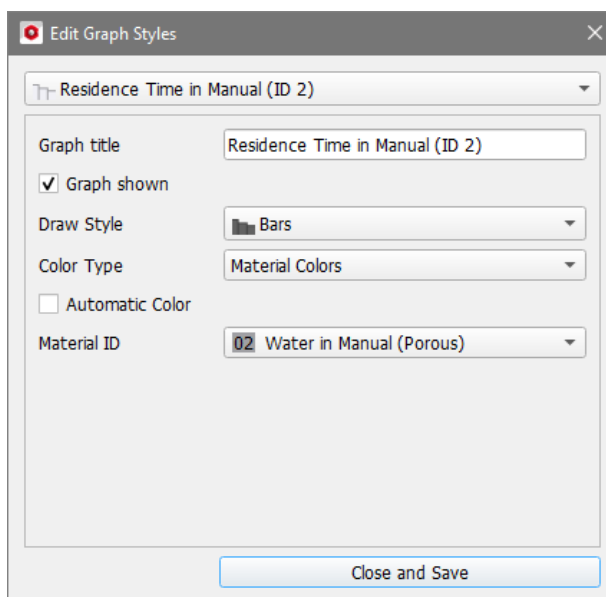 Edit Graph Styles
Residence Time in Manual (ID 2)
Graph title Residence Time in Manual (ID 2)
Graph shown
Draw Style Bars
Color Type Material Colors
Automatic Color
Material ID 02 Water in Manual (Porous)
Close and Save